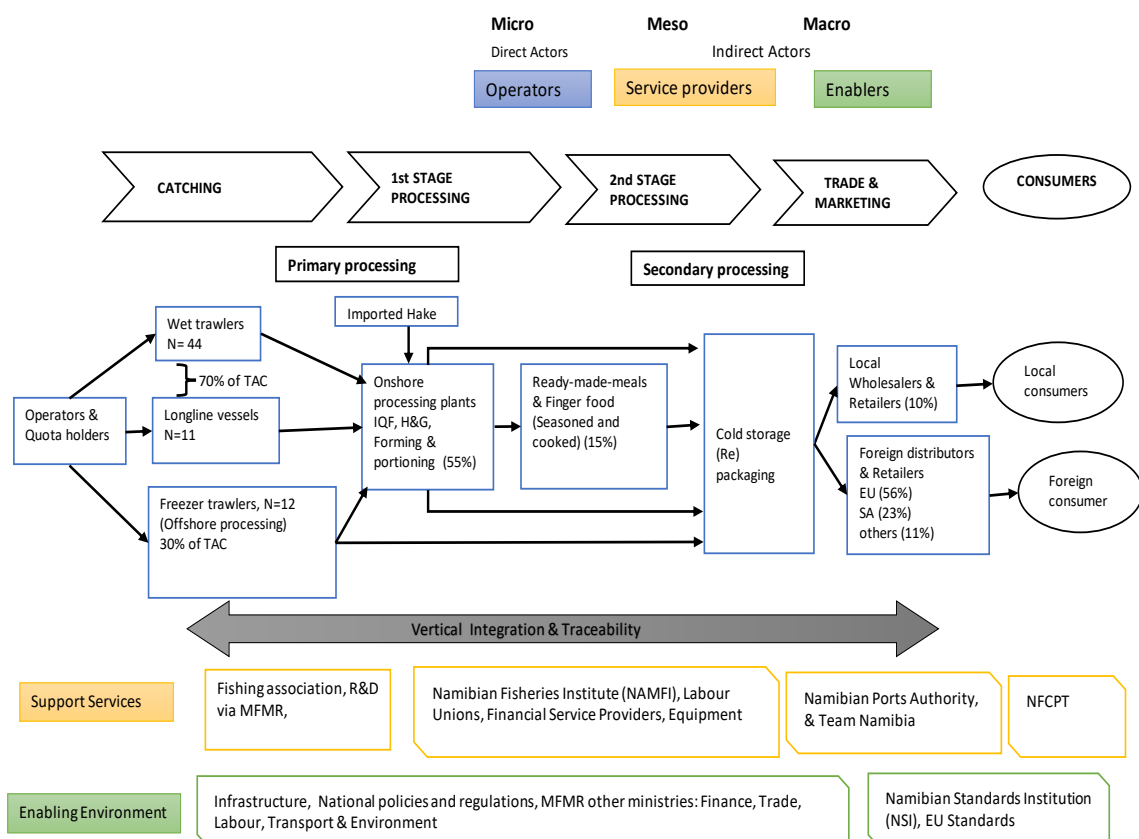 Micro
Meso
Macro
Direct Actors
Indirect Actors
Operators
Service providers
Enablers
CATCHING
1st STAGE
PROCESSING
2nd STAGE
PROCESSING
TRADE &
MARKETING
CONSUMERS
Primary processing
Secondary processing
Imported Hake
Wet trawlers
N= 44
70% of TAC
Operators &
Quota holders
Longline vessels
N=11
Freezer trawlers, N=12
(Offshore processing)
30% of TAC
Onshore
processing plants
IQF, H&G,
Forming &
portioning (55%)
Ready-made-meals
& Finger food
(Seasoned and
cooked) (15%)
Cold storage
(Re)
packaging
Local
Wholesalers &
Retailers (10%)
Foreign distributors
& Retailers
EU (56%)
SA (23%)
others (11%)
Local
consumers
Foreign
consumer
Vertical Integration & Traceability
Support Services
Fishing association, R&D
via MFMR,
Namibian Fisheries Institute (NAMFI), Labour
Unions, Financial Service Providers, Equipment
Namibian Ports Authority,
& Team Namibia
NFCPT
Enabling Environment
Infrastructure, National policies and regulations, MFMR other ministries: Finance, Trade,
Labour, Transport & Environment
Namibian Standards Institution
(NSI), EU Standards